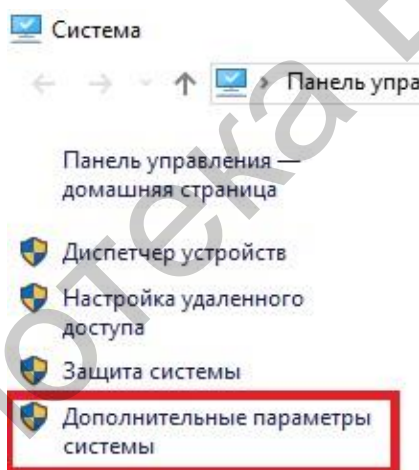 Система
Панель упра
Панель управления —
домашняя страница
Диспетчер устройств
Настройка удаленного
доступа
Защита системы
Дополнительные параметры
системы